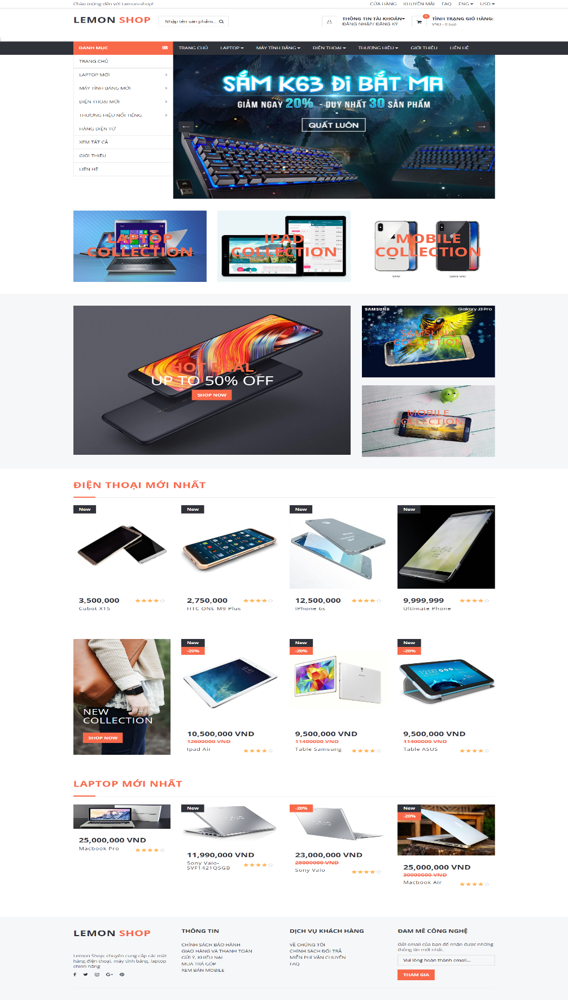 Chào mừng đến với Lemon-shop!
CỬA HÀNG KHUYẾN MÃI FAQ ENG USD
LEMON SHOP
Nhập tên sản phẩm...
THÔNG TIN TÀI KHOẢN
ĐĂNG NHẬP/ ĐĂNG KÝ
0
TÌNH TRẠNG GIỎ HÀNG:
VND - 0 (sp)
DANH MỤC
TRANG CHỦ LAPTOP MÁY TÍNH BẢNG ĐIỆN THOẠI THƯƠNG HIỆU GIỚI THIỆU LIÊN HỆ
TRANG CHỦ
LAPTOP MỚI
MÁY TÍNH BẢNG MỚI
ĐIỆN THOẠI MỚI
THƯƠNG HIỆU NỔI TIẾNG
HÀNG ĐIỆN TỬ
XEM TẤT CẢ
GIỚI THIỆU
LIÊN HỆ
SẮM K63 ĐI BẮT MA
GIẢM NGAY 20% - DUY NHẤT 30 SẢN PHẨM
QUẤT LUÔN
LAPTOP
COLLECTION
IPAD
COLLECTION
MOBILE
COLLECTION
Silver
Space Grey
HOT DEAL
UP TO 50% OFF
SHOP NOW
SAMSUNG
Galaxy J3 Pro
SAMSUNG
COLLECTION
MOBILE
COLLECTION
ĐIỆN THOẠI MỚI NHẤT
New
New
New
New
12:64
3,500,000
Cubot X15
2,750,000
HTC ONE M9 Plus
12,500,000
IPhone 6s
9,999,999
Ultimate Phone
NEW
COLLECTION
SHOP NOW
New
-20%
New
-20%
New
-20%
10,500,000 VND
12600000 VND
Ipad Air
9,500,000 VND
11400000 VND
Table Samsung
9,500,000 VND
11400000 VND
Table ASUS
LAPTOP MỚI NHẤT
25,000,000 VND
Macbook Pro
New
VAIO
11,990,000 VND
Sony Vaio-
SVF1421QSGB
-20%
VAIO
23,000,000 VND
28000000 VND
Sony Vaio
New
-20%
25,000,000 VND
30000000 VND
Macbook Air
LEMON SHOP
Lemon Shop: chuyên cung cấp các mặt
hàng điện thoại, máy tính bảng, laptop
chính hãng
THÔNG TIN
CHÍNH SÁCH BẢO HÀNH
GIAO HÀNG VÀ THANH TOÁN
GỬI Ý, KHIẾU NẠI
MUA TRẢ GÓP
XEM BẢN MOBILE
DỊCH VỤ KHÁCH HÀNG
VỀ CHÚNG TÔI
CHÍNH SÁCH ĐỔI TRẢ
MIỄN PHÍ VẬN CHUYỂN
FAQ
ĐAM MÊ CÔNG NGHỆ
Gửi email của bạn để nhận được những
thông tin mới nhất.
Vui lòng hoàn thành email...
THAM GIA